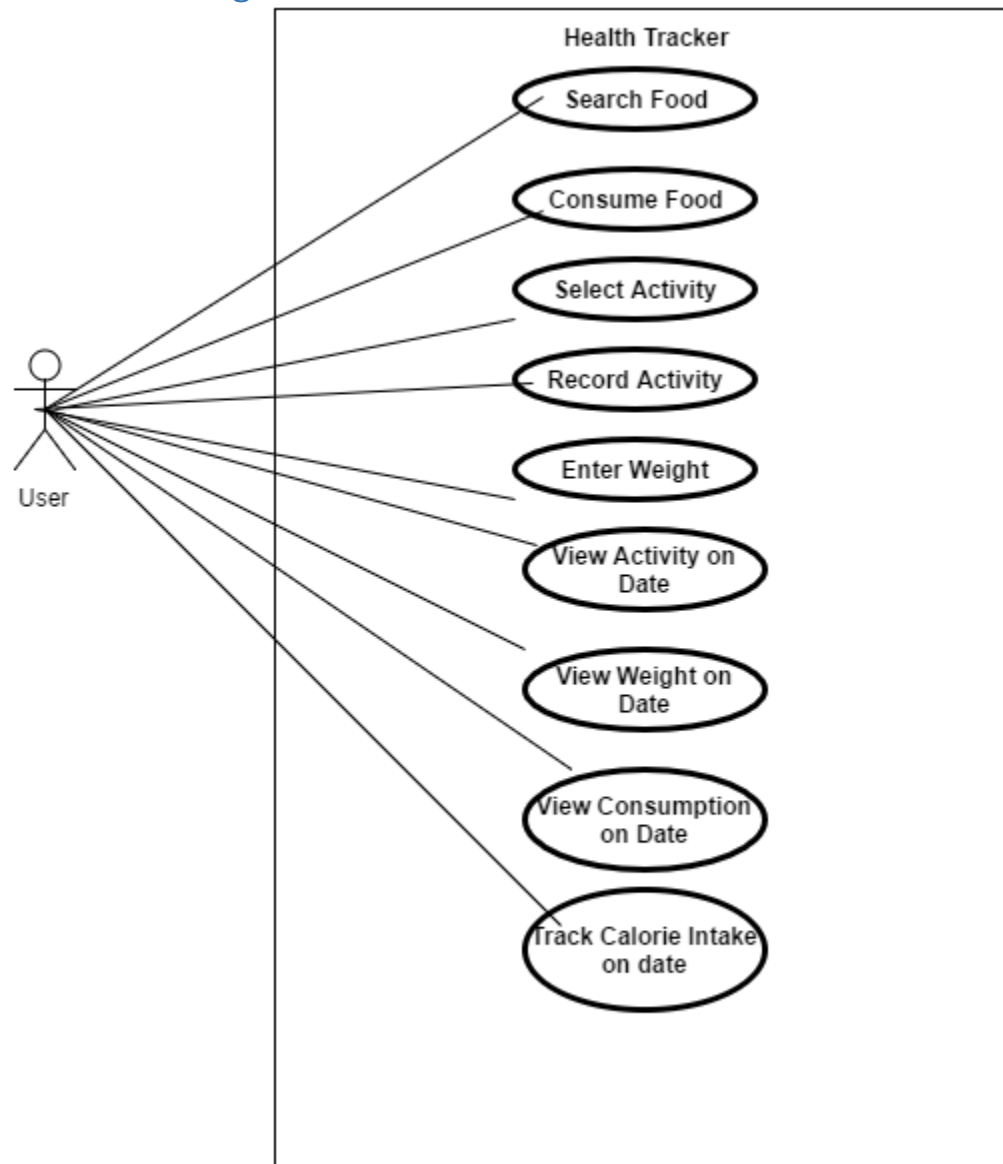 Health Tracker
Search Food
Consume Food
Select Activity
Record Activity
User
Enter Weight
View Activity on
Date
View Weight on
Date
View Consumption
on Date
Track Calorie Intake
on date